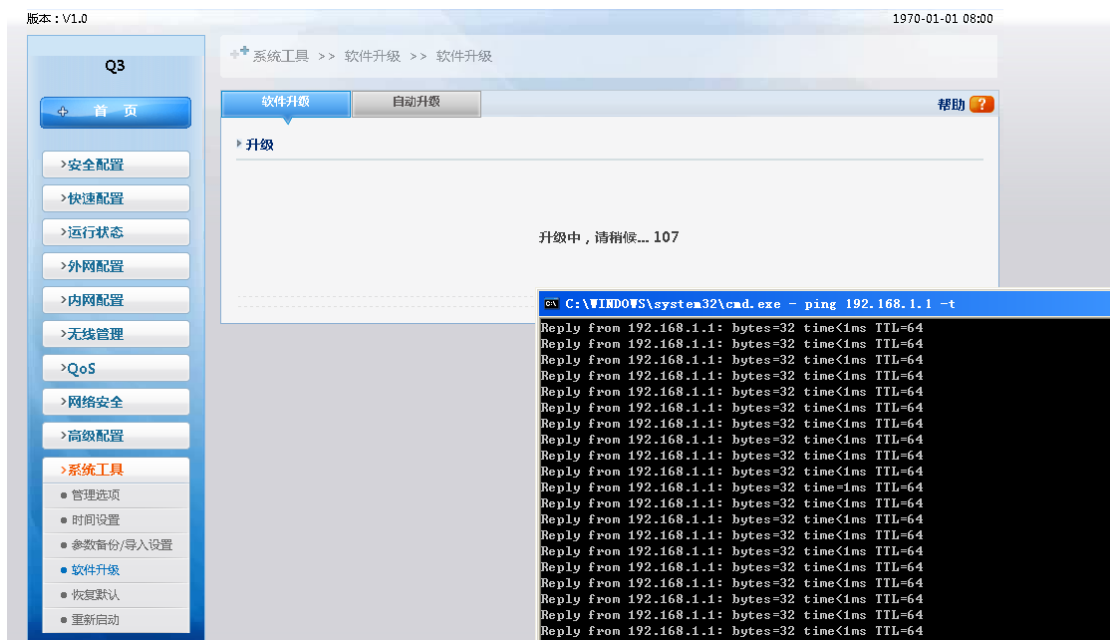 版本：V1.0
1970-01-01 08:00
Q3
首 页
>安全配置
>快速配置
>运行状态
>外网配置
>内网配置
>无线管理
>QoS
>网络安全
>高级配置
>系统工具
管理选项
时间设置
参数备份/导入设置
软件升级
恢复默认
重新启动
系统工具 >> 软件升级 >> 软件升级
软件升级
自动升级
帮助 ?
升级
升级中，请稍候... 107
C:\WINDOWS\system32\cmd.exe - ping 192.168.1.1 -t
Reply from 192.168.1.1: bytes=32 time<1ms TTL=64
Reply from 192.168.1.1: bytes=32 time<1ms TTL=64
Reply from 192.168.1.1: bytes=32 time<1ms TTL=64
Reply from 192.168.1.1: bytes=32 time<1ms TTL=64
Reply from 192.168.1.1: bytes=32 time<1ms TTL=64
Reply from 192.168.1.1: bytes=32 time<1ms TTL=64
Reply from 192.168.1.1: bytes=32 time<1ms TTL=64
Reply from 192.168.1.1: bytes=32 time<1ms TTL=64
Reply from 192.168.1.1: bytes=32 time<1ms TTL=64
Reply from 192.168.1.1: bytes=32 time<1ms TTL=64
Reply from 192.168.1.1: bytes=32 time=1ms TTL=64
Reply from 192.168.1.1: bytes=32 time<1ms TTL=64
Reply from 192.168.1.1: bytes=32 time<1ms TTL=64
Reply from 192.168.1.1: bytes=32 time<1ms TTL=64
Reply from 192.168.1.1: bytes=32 time<1ms TTL=64
Reply from 192.168.1.1: bytes=32 time<1ms TTL=64
Reply from 192.168.1.1: bytes=32 time<1ms TTL=64
Reply from 192.168.1.1: bytes=32 time<1ms TTL=64
Reply from 192.168.1.1: bytes=32 time<1ms TTL=64
Reply from 192.168.1.1: bytes=32 time<1ms TTL=64